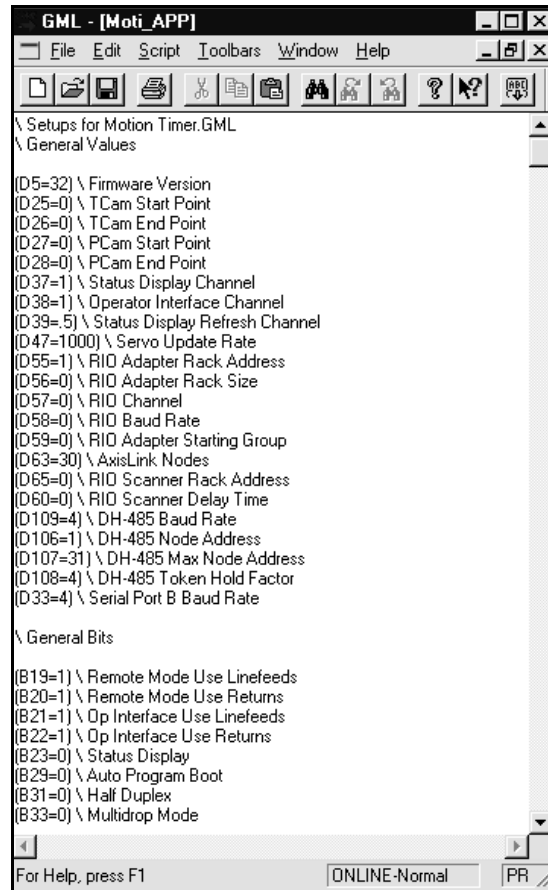 GML - [Moti_APP]
File Edit Script Toolbars Window Help
\ Setups for Motion Timer.GML
\ General Values
(D5=32) \ Firmware Version
(D25=0) \ TCam Start Point
(D26=0) \ TCam End Point
(D27=0) \ PCam Start Point
(D28=0) \ PCam End Point
(D37=1) \ Status Display Channel
(D38=1) \ Operator Interface Channel
(D39=.5) \ Status Display Refresh Channel
(D47=1000) \ Servo Update Rate
(D55=1) \ RIO Adapter Rack Address
(D56=0) \ RIO Adapter Rack Size
(D57=0) \ RIO Channel
(D58=0) \ RIO Baud Rate
(D59=0) \ RIO Adapter Starting Group
(D63=30) \ AxisLink Nodes
(D65=0) \ RIO Scanner Rack Address
(D60=0) \ RIO Scanner Delay Time
(D109=4) \ DH-485 Baud Rate
(D106=1) \ DH-485 Node Address
(D107=31) \ DH-485 Max Node Address
(D108=4) \ DH-485 Token Hold Factor
(D33=4) \ Serial Port B Baud Rate
\ General Bits
(B19=1) \ Remote Mode Use Linefeeds
(B20=1) \ Remote Mode Use Returns
(B21=1) \ Op Interface Use Linefeeds
(B22=1) \ Op Interface Use Returns
(B23=0) \ Status Display
(B29=0) \ Auto Program Boot
(B31=0) \ Half Duplex
(B33=0) \ Multidrop Mode
For Help, press F1 ONLINE-Normal PR